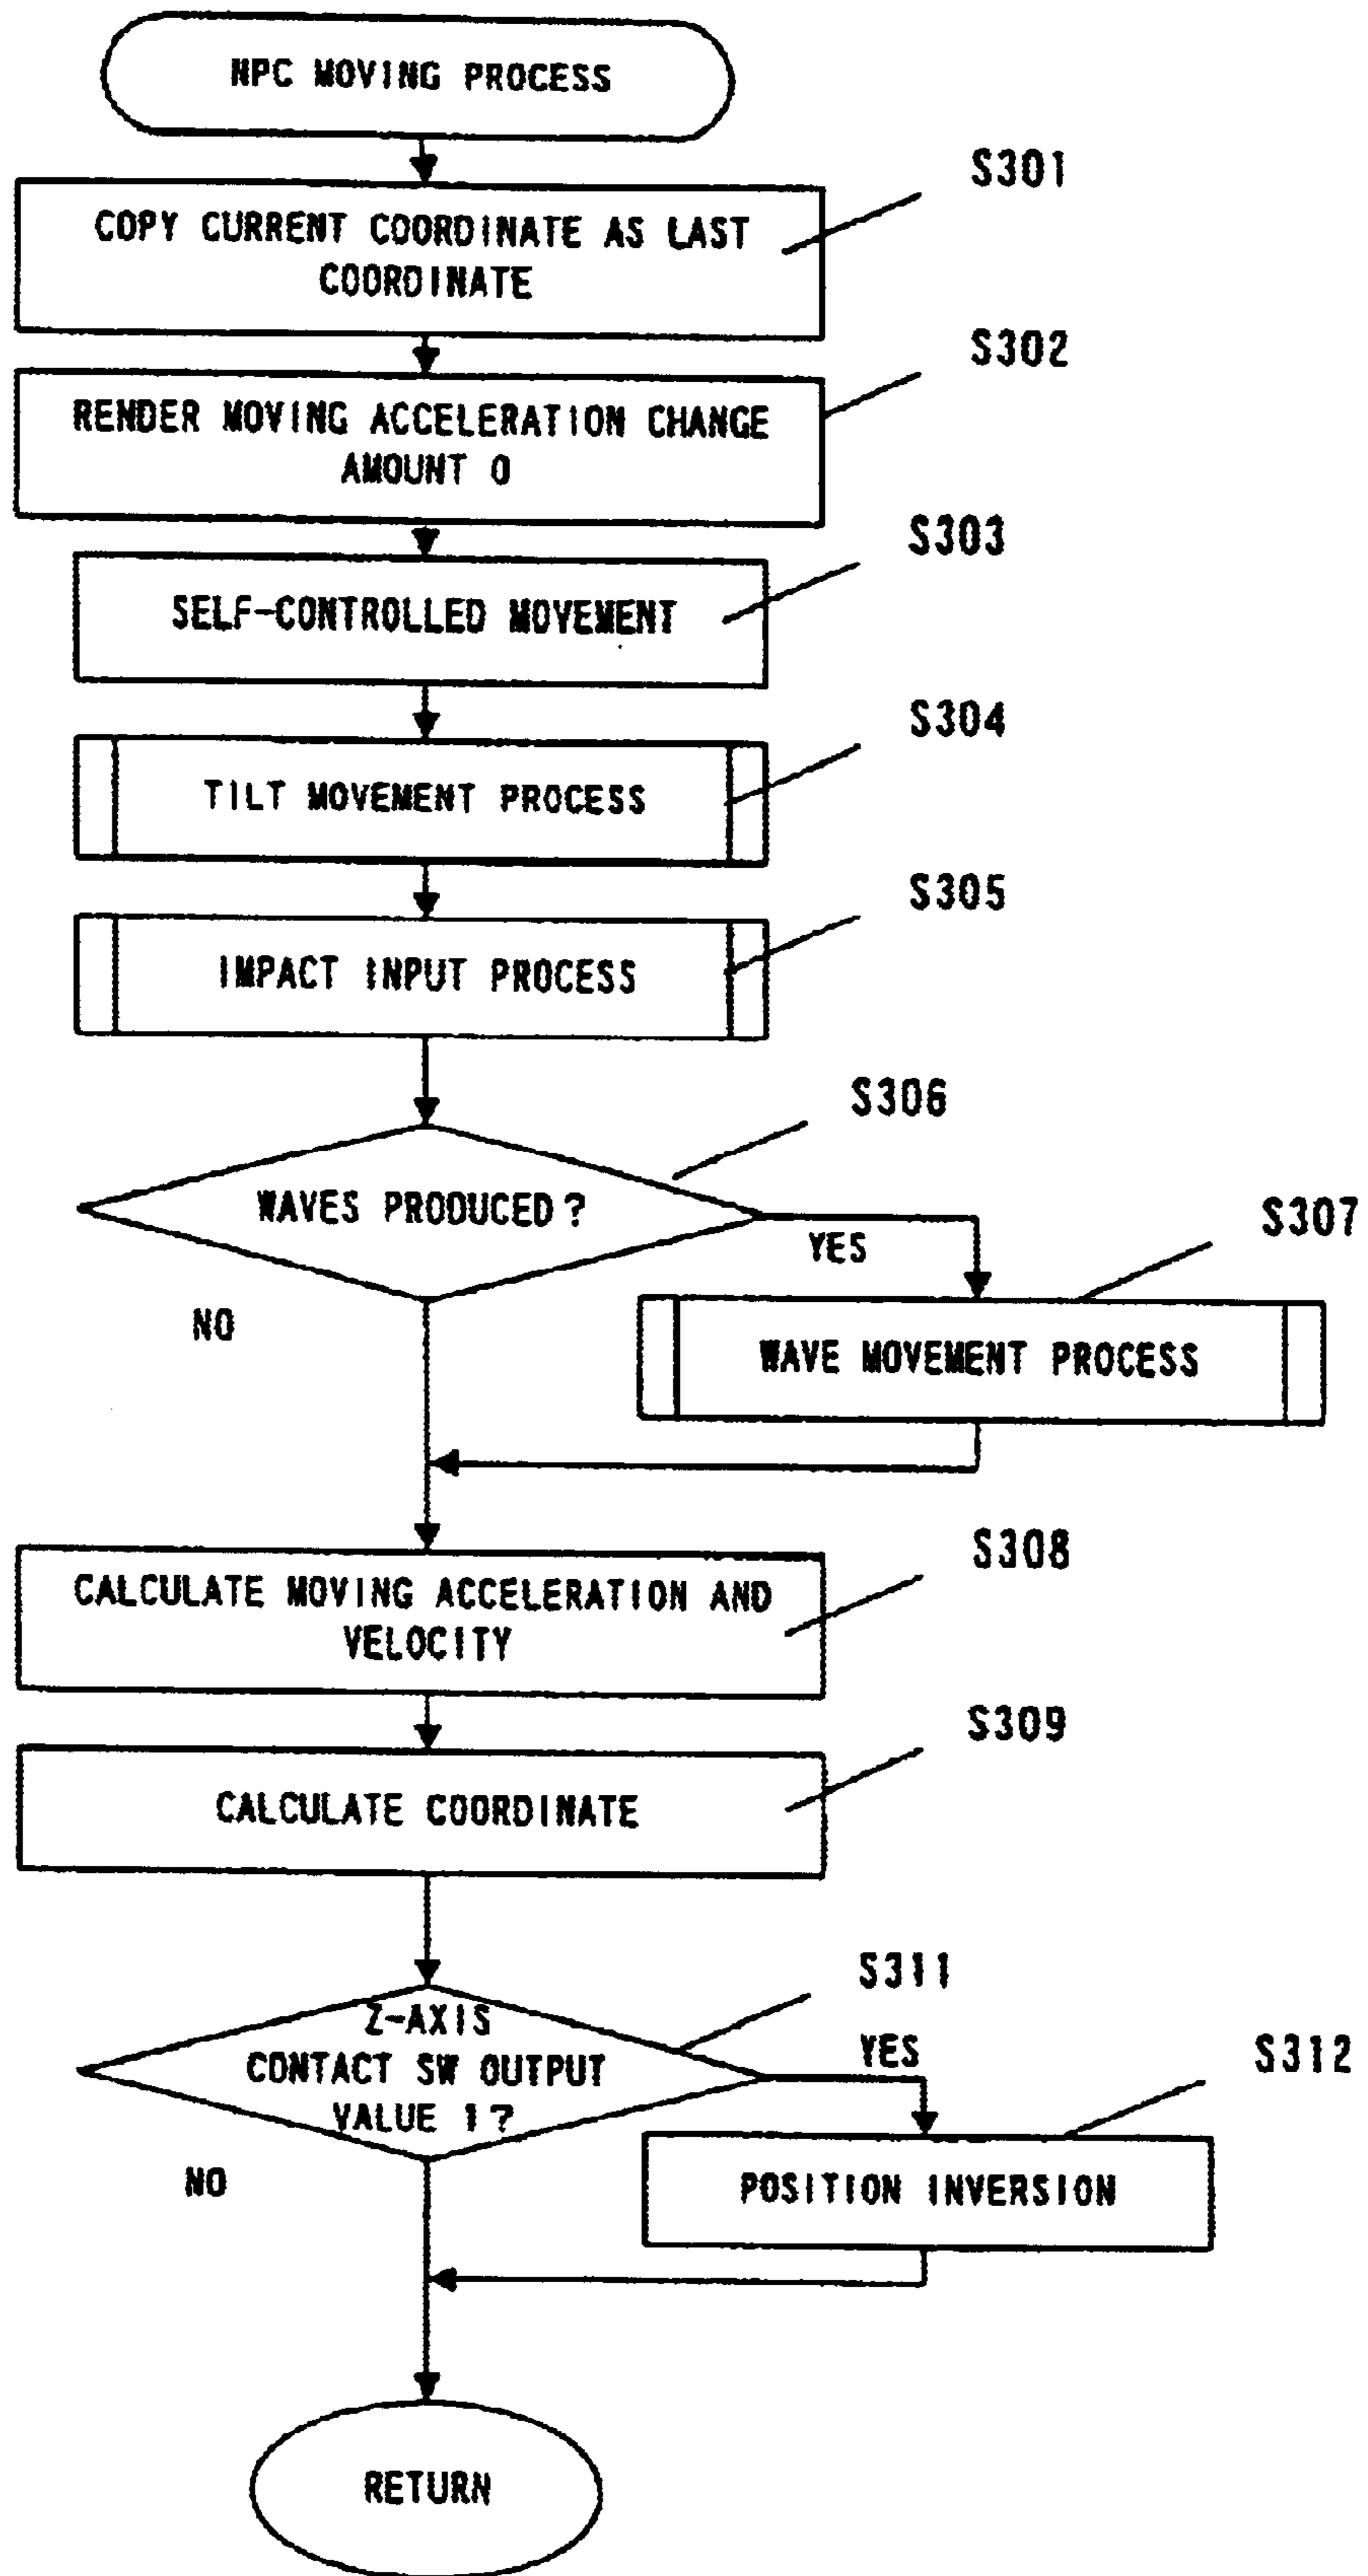 NPC MOVING PROCESS
S301
COPY CURRENT COORDINATE AS LAST
COORDINATE
S302
RENDER MOVING ACCELERATION CHANGE
AMOUNT 0
S303
SELF-CONTROLLED MOVEMENT
S304
TILT MOVEMENT PROCESS
S305
IMPACT INPUT PROCESS
S306
WAVES PRODUCED?
YES
S307
NO
WAVE MOVEMENT PROCESS
S308
CALCULATE MOVING ACCELERATION AND
VELOCITY
S309
CALCULATE COORDINATE
S311
Z-AXIS
CONTACT SW OUTPUT
VALUE 1?
YES
S312
NO
POSITION INVERSION
RETURN